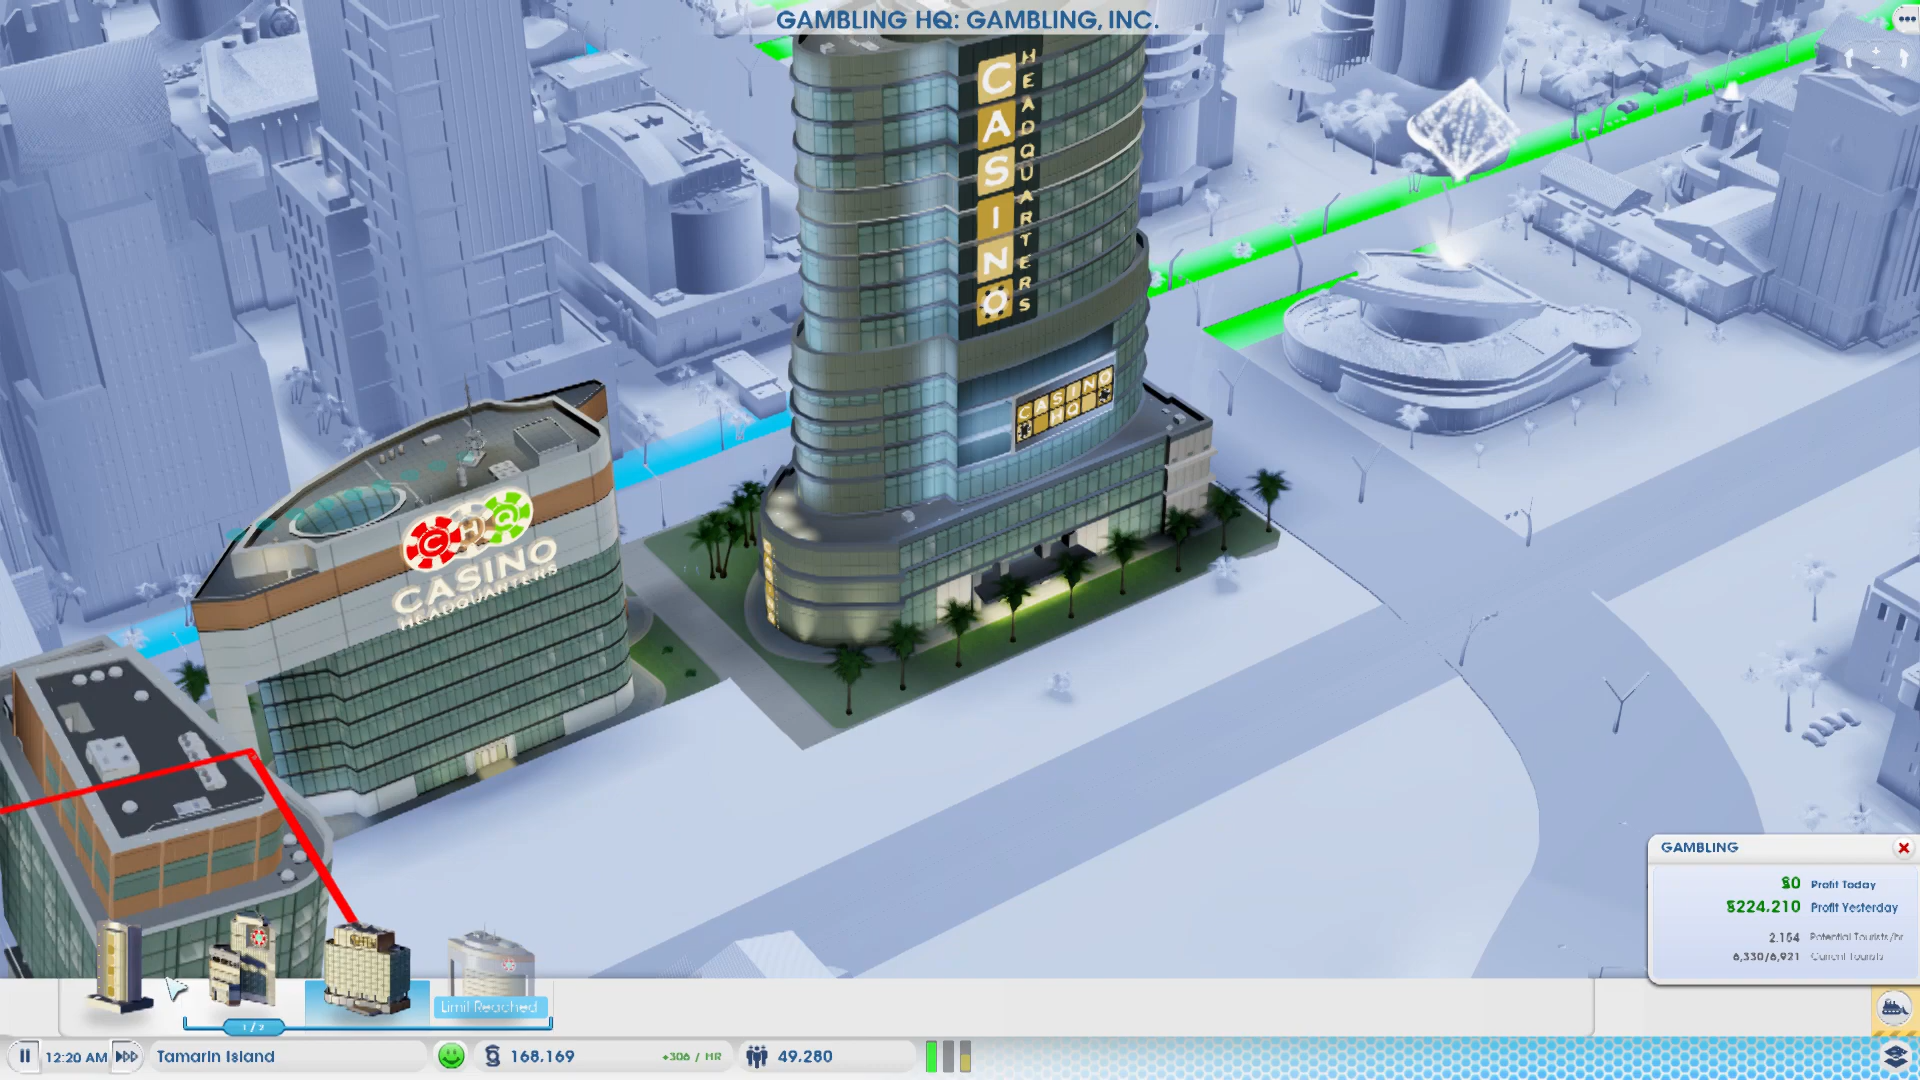 GAMBLING HQ: GAMBLING, INC.
CASINO
HEADQUARTERS
CASINO
HQ
CHQ
CASINO
HEADQUARTERS
GAMBLING
§0 Profit Today
§224,210 Profit Yesterday
2,154 Potential Tourists/hr
6,330/6,921 Current Tourists
Limit Reached
1 / 2
12:20 AM
Tamarin Island
168,169
+306 / HR
49,280